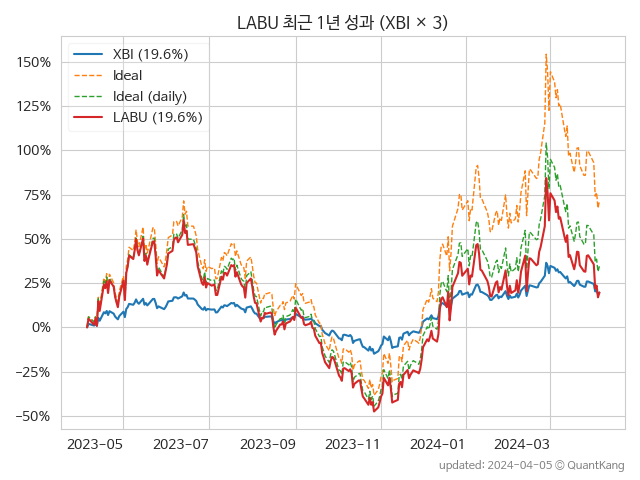 LABU 최근 1년 성과 (XBI × 3)
XBI (19.6%)
Ideal
Ideal (daily)
LABU (19.6%)
150%
125%
100%
75%
50%
25%
0%
−25%
−50%
2023-05 2023-07 2023-09 2023-11 2024-01 2024-03
updated: 2024-04-05 © QuantKang